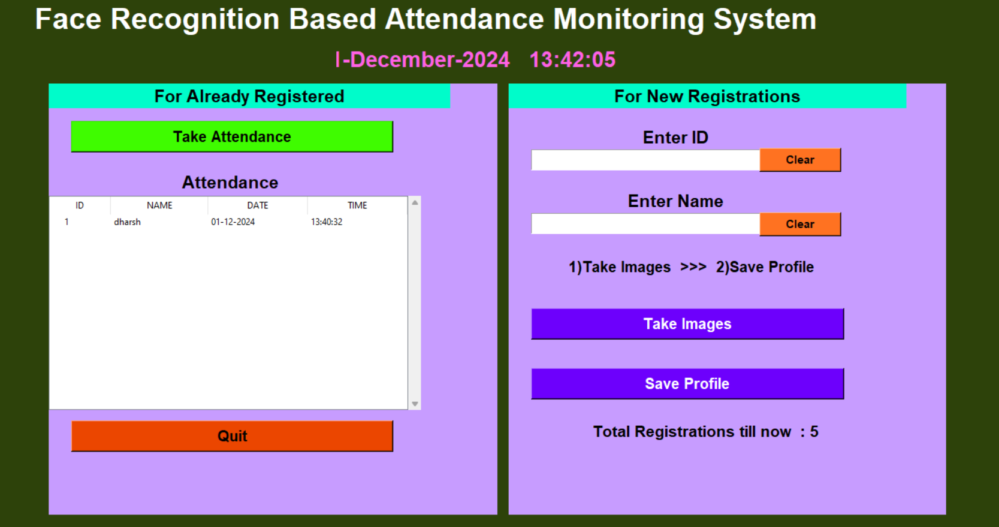 Face Recognition Based Attendance Monitoring System
-December-2024 13:42:05
For Already Registered
Take Attendance
Attendance
ID NAME DATE TIME
1 dharsh 01-12-2024 13:40:32
Quit
For New Registrations
Enter ID
Clear
Enter Name
Clear
1)Take Images >>> 2)Save Profile
Take Images
Save Profile
Total Registrations till now : 5